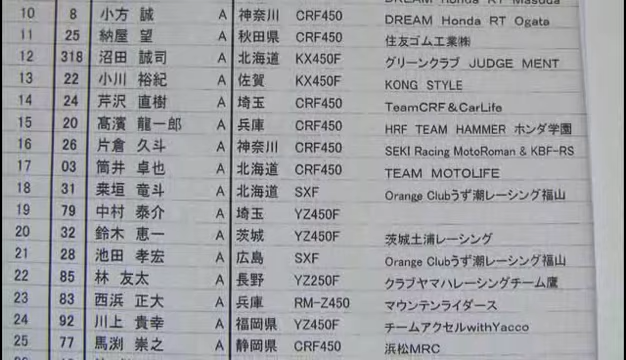 DREAM Honda RT Masuda
10 8 小方 誠 A 神奈川 CRF450 DREAM Honda RT Ogata
11 25 納屋 望 A 秋田県 CRF450 住友ゴム工業㈱
12 318 沼田 誠司 A 北海道 KX450F グリーンクラブ JUDGE MENT
13 22 小川 裕紀 A 佐賀 KX450F KONG STYLE
14 24 芹沢 直樹 A 埼玉 CRF450 TeamCRF&CarLife
15 20 髙濱 龍一郎 A 兵庫 CRF450 HRF TEAM HAMMER ホンダ学園
16 26 片倉 久斗 A 神奈川 CRF450 SEKI Racing MotoRoman & KBF-RS
17 03 筒井 卓也 A 北海道 CRF450 TEAM MOTOLIFE
18 31 桒垣 竜斗 A 北海道 SXF Orange Clubうず潮レーシング福山
19 79 中村 泰介 A 埼玉 YZ450F
20 32 鈴木 恵一 A 茨城 YZ450F 茨城土浦レーシング
21 28 池田 孝宏 A 広島 SXF Orange Clubうず潮レーシング福山
22 85 林 友太 A 長野 YZ250F クラブヤマハレーシングチーム鷹
23 83 西浜 正大 A 兵庫 RM-Z450 マウンテンライダース
24 92 川上 貴幸 A 福岡県 YZ450F チームアクセルwithYacco
25 77 馬渕 崇之 A 静岡県 CRF450 浜松MRC